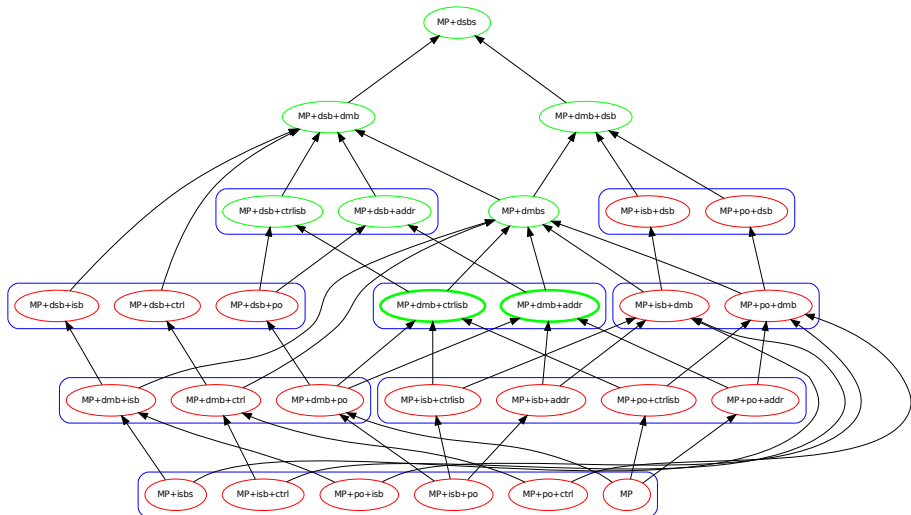 MP+dsbs
MP+dsb+dmb
MP+dmb+dsb
MP+dsb+ctrlisb
MP+dsb+addr
MP+dmbs
MP+isb+dsb
MP+po+dsb
MP+dsb+isb
MP+dsb+ctrl
MP+dsb+po
MP+dmb+ctrlisb
MP+dmb+addr
MP+isb+dmb
MP+po+dmb
MP+dmb+isb
MP+dmb+ctrl
MP+dmb+po
MP+isb+ctrlisb
MP+isb+addr
MP+po+ctrlisb
MP+po+addr
MP+isbs
MP+isb+ctrl
MP+po+isb
MP+isb+po
MP+po+ctrl
MP